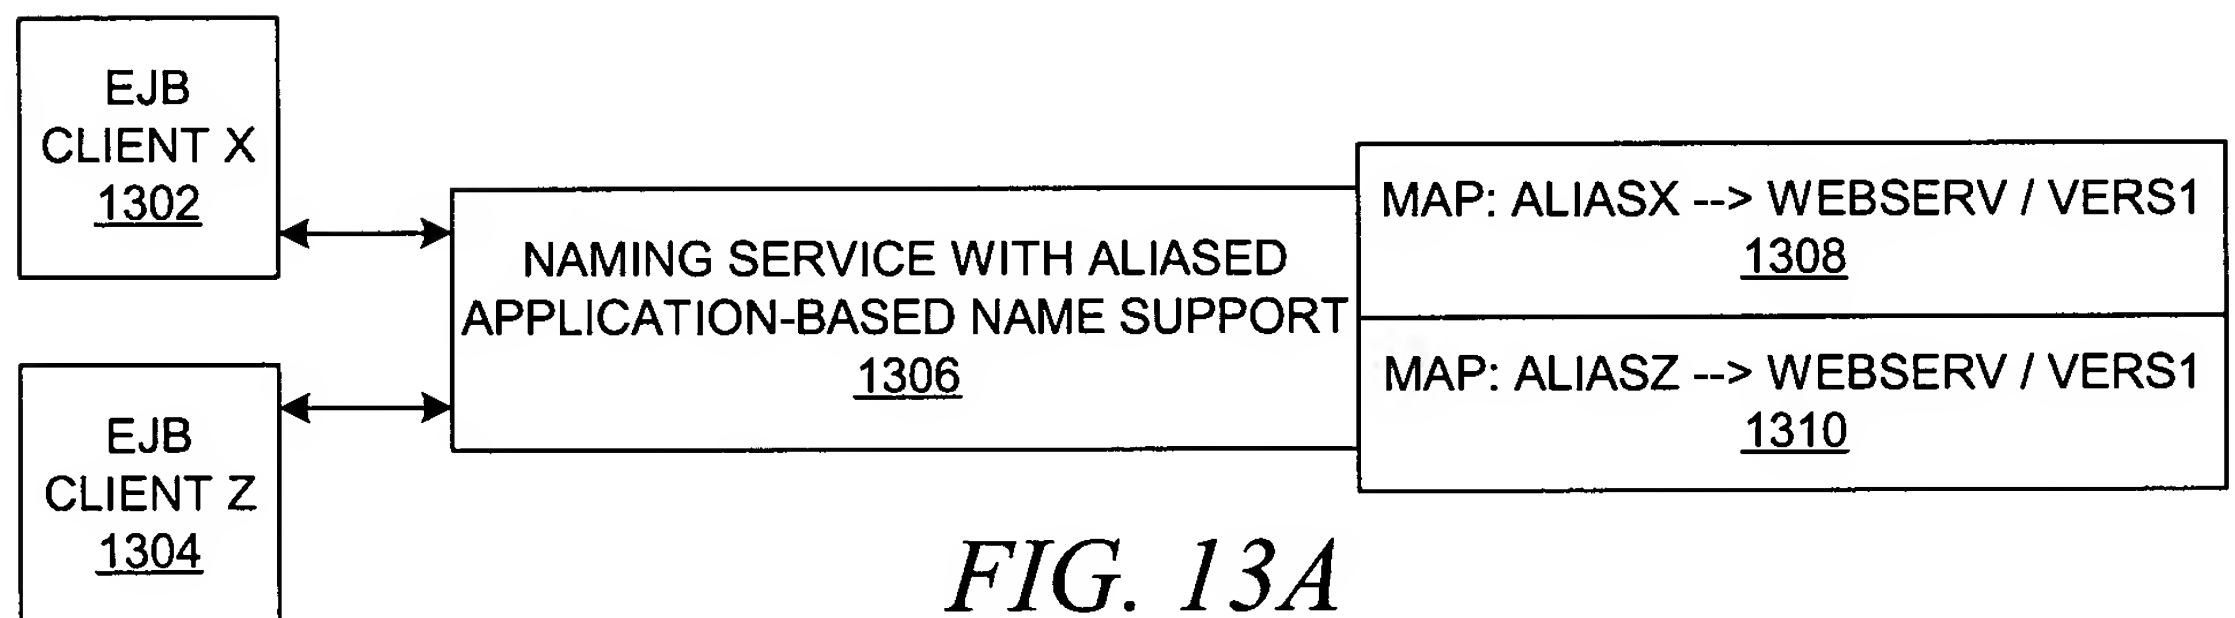 EJB
CLIENT X
1302
EJB
CLIENT Z
1304
NAMING SERVICE WITH ALIASED
APPLICATION-BASED NAME SUPPORT
1306
MAP: ALIASX --> WEBSERV / VERS1
1308
MAP: ALIASZ --> WEBSERV / VERS1
1310
FIG. 13A